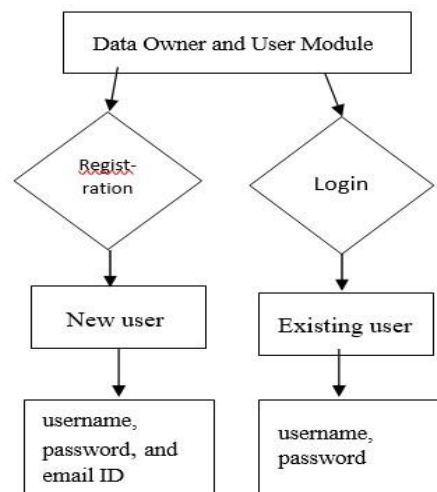 Data Owner and User Module
Regist-
ration
Login
New user
Existing user
username,
password, and
email ID
username,
password